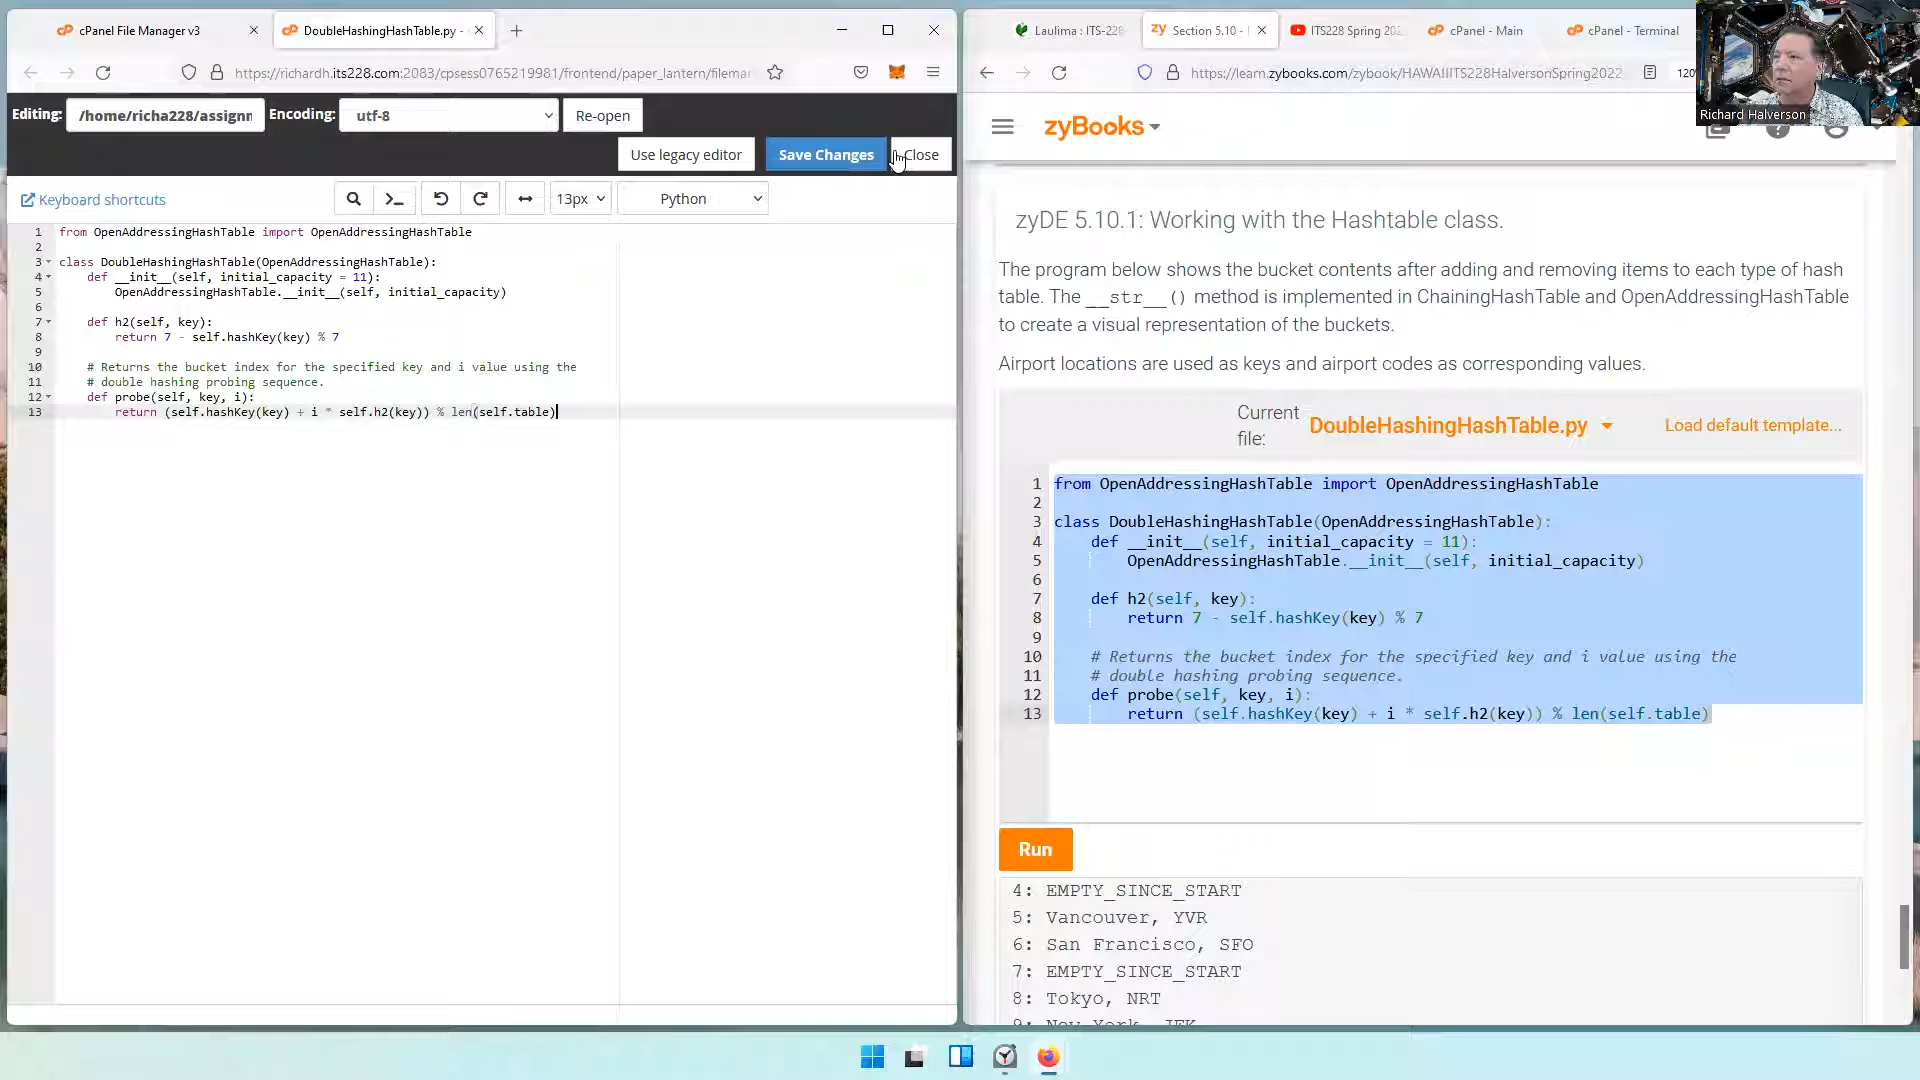 cPanel File Manager v3
DoubleHashingHashTable.py -
https://richardh.its228.com:2083/cpsess0765219981/frontend/paper_lantern/filemar
Editing:
/home/richa228/assignn
Encoding:
utf-8
Re-open
Use legacy editor
Save Changes
Close
Keyboard shortcuts
13px
Python
1 from OpenAddressingHashTable import OpenAddressingHashTable
2
3 class DoubleHashingHashTable(OpenAddressingHashTable):
4 def __init__(self, initial_capacity = 11):
5 OpenAddressingHashTable.__init__(self, initial_capacity)
6
7 def h2(self, key):
8 return 7 - self.hashKey(key) % 7
9
10 # Returns the bucket index for the specified key and i value using the
11 # double hashing probing sequence.
12 def probe(self, key, i):
13 return (self.hashKey(key) + i * self.h2(key)) % len(self.table)
Laulima : ITS-228
zy Section 5.10 -
ITS228 Spring 202
cPanel - Main
cPanel - Terminal
https://learn.zybooks.com/zybook/HAWAIIITS228HalversonSpring2022
120
Richard Halverson
zyBooks
zyDE 5.10.1: Working with the Hashtable class.
The program below shows the bucket contents after adding and removing items to each type of hash
table. The __str__() method is implemented in ChainingHashTable and OpenAddressingHashTable
to create a visual representation of the buckets.
Airport locations are used as keys and airport codes as corresponding values.
Current
file:
DoubleHashingHashTable.py
Load default template...
1 from OpenAddressingHashTable import OpenAddressingHashTable
2
3 class DoubleHashingHashTable(OpenAddressingHashTable):
4 def __init__(self, initial_capacity = 11):
5 OpenAddressingHashTable.__init__(self, initial_capacity)
6
7 def h2(self, key):
8 return 7 - self.hashKey(key) % 7
9
10 # Returns the bucket index for the specified key and i value using the
11 # double hashing probing sequence.
12 def probe(self, key, i):
13 return (self.hashKey(key) + i * self.h2(key)) % len(self.table)
Run
4: EMPTY_SINCE_START
5: Vancouver, YVR
6: San Francisco, SFO
7: EMPTY_SINCE_START
8: Tokyo, NRT
9: New York, JFK